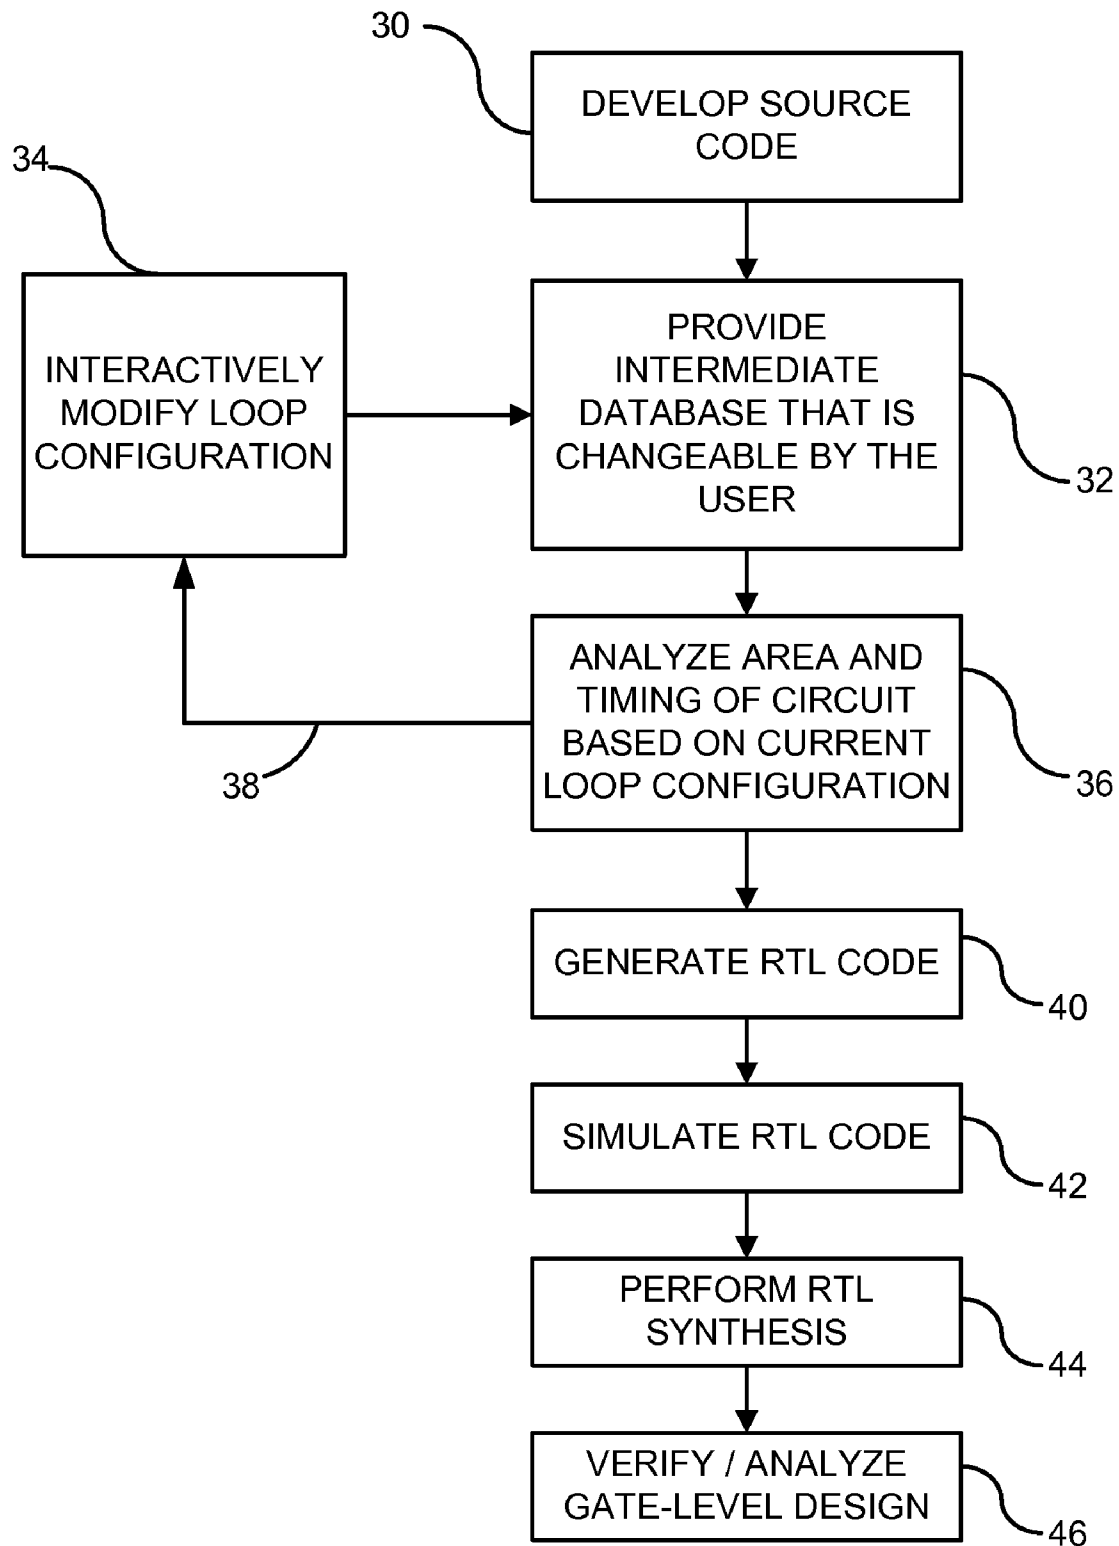 30
DEVELOP SOURCE
CODE
34
INTERACTIVELY
MODIFY LOOP
CONFIGURATION
PROVIDE
INTERMEDIATE
DATABASE THAT IS
CHANGEABLE BY THE
USER
32
ANALYZE AREA AND
TIMING OF CIRCUIT
BASED ON CURRENT
LOOP CONFIGURATION
36
38
GENERATE RTL CODE
40
SIMULATE RTL CODE
42
PERFORM RTL
SYNTHESIS
44
VERIFY / ANALYZE
GATE-LEVEL DESIGN
46